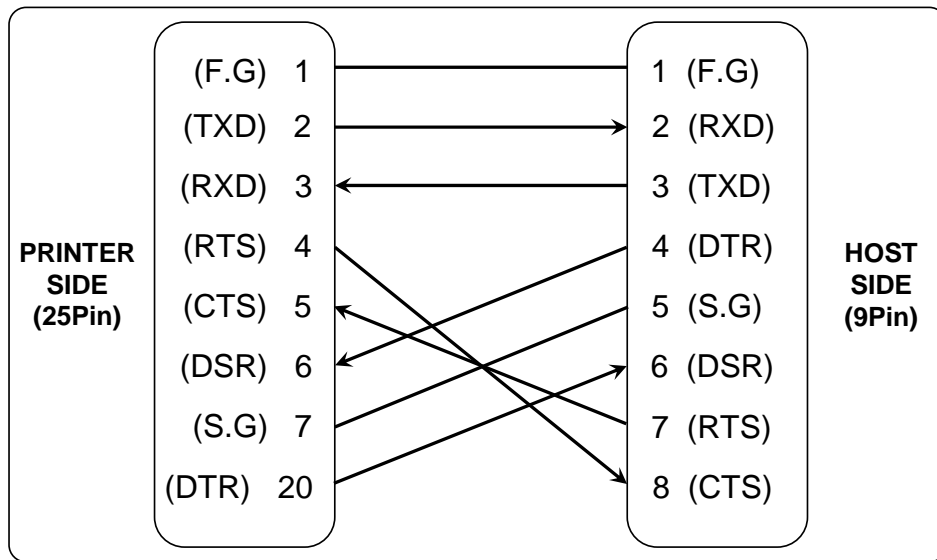 (F.G) 1 1 (F.G)
(TXD) 2 2 (RXD)
(RXD) 3 3 (TXD)
(RTS) 4 4 (DTR)
PRINTER SIDE (25Pin)
(CTS) 5 5 (S.G)
HOST SIDE (9Pin)
(DSR) 6 6 (DSR)
(S.G) 7 7 (RTS)
(DTR) 20 8 (CTS)